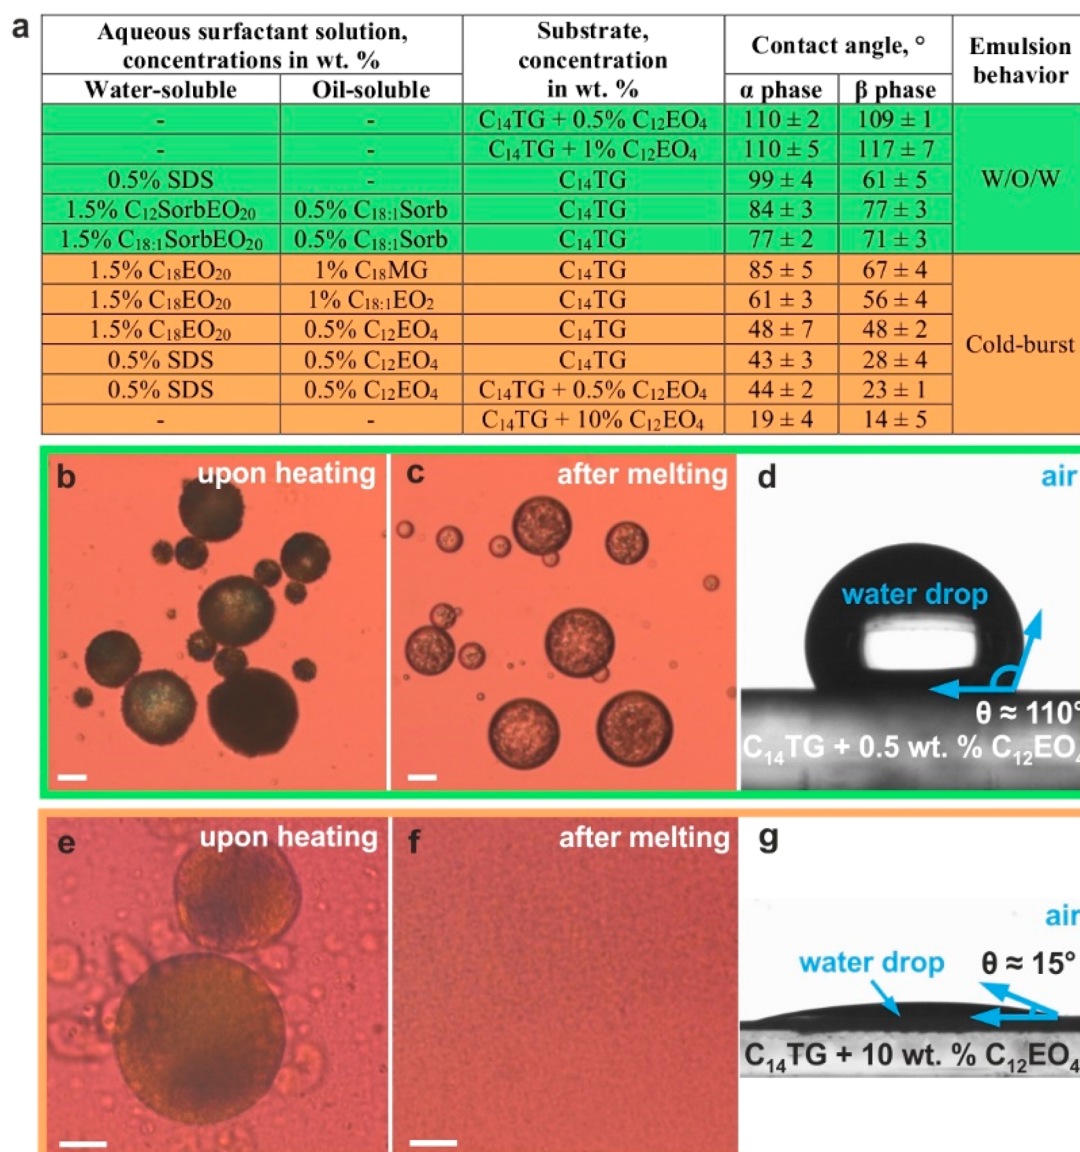 a
Aqueous surfactant solution,
concentrations in wt. %
Substrate,
concentration
in wt. %
Contact angle, °
Emulsion
behavior
Water-soluble Oil-soluble α phase β phase
- - C₁₄TG + 0.5% C₁₂EO₄ 110 ± 2 109 ± 1
- - C₁₄TG + 1% C₁₂EO₄ 110 ± 5 117 ± 7
0.5% SDS - C₁₄TG 99 ± 4 61 ± 5
W/O/W
1.5% C₁₂SorbEO₂₀ 0.5% C₁₈:₁Sorb C₁₄TG 84 ± 3 77 ± 3
1.5% C₁₈:₁SorbEO₂₀ 0.5% C₁₈:₁Sorb C₁₄TG 77 ± 2 71 ± 3
1.5% C₁₈EO₂₀ 1% C₁₈MG C₁₄TG 85 ± 5 67 ± 4
1.5% C₁₈EO₂₀ 1% C₁₈:₁EO₂ C₁₄TG 61 ± 3 56 ± 4
1.5% C₁₈EO₂₀ 0.5% C₁₂EO₄ C₁₄TG 48 ± 7 48 ± 2
Cold-burst
0.5% SDS 0.5% C₁₂EO₄ C₁₄TG 43 ± 3 28 ± 4
0.5% SDS 0.5% C₁₂EO₄ C₁₄TG + 0.5% C₁₂EO₄ 44 ± 2 23 ± 1
- - C₁₄TG + 10% C₁₂EO₄ 19 ± 4 14 ± 5
b upon heating
c after melting
d air
water drop
θ ≈ 110°
C₁₄TG + 0.5 wt. % C₁₂EO₄
e upon heating
f after melting
g
air
water drop θ ≈ 15°
C₁₄TG + 10 wt. % C₁₂EO₄